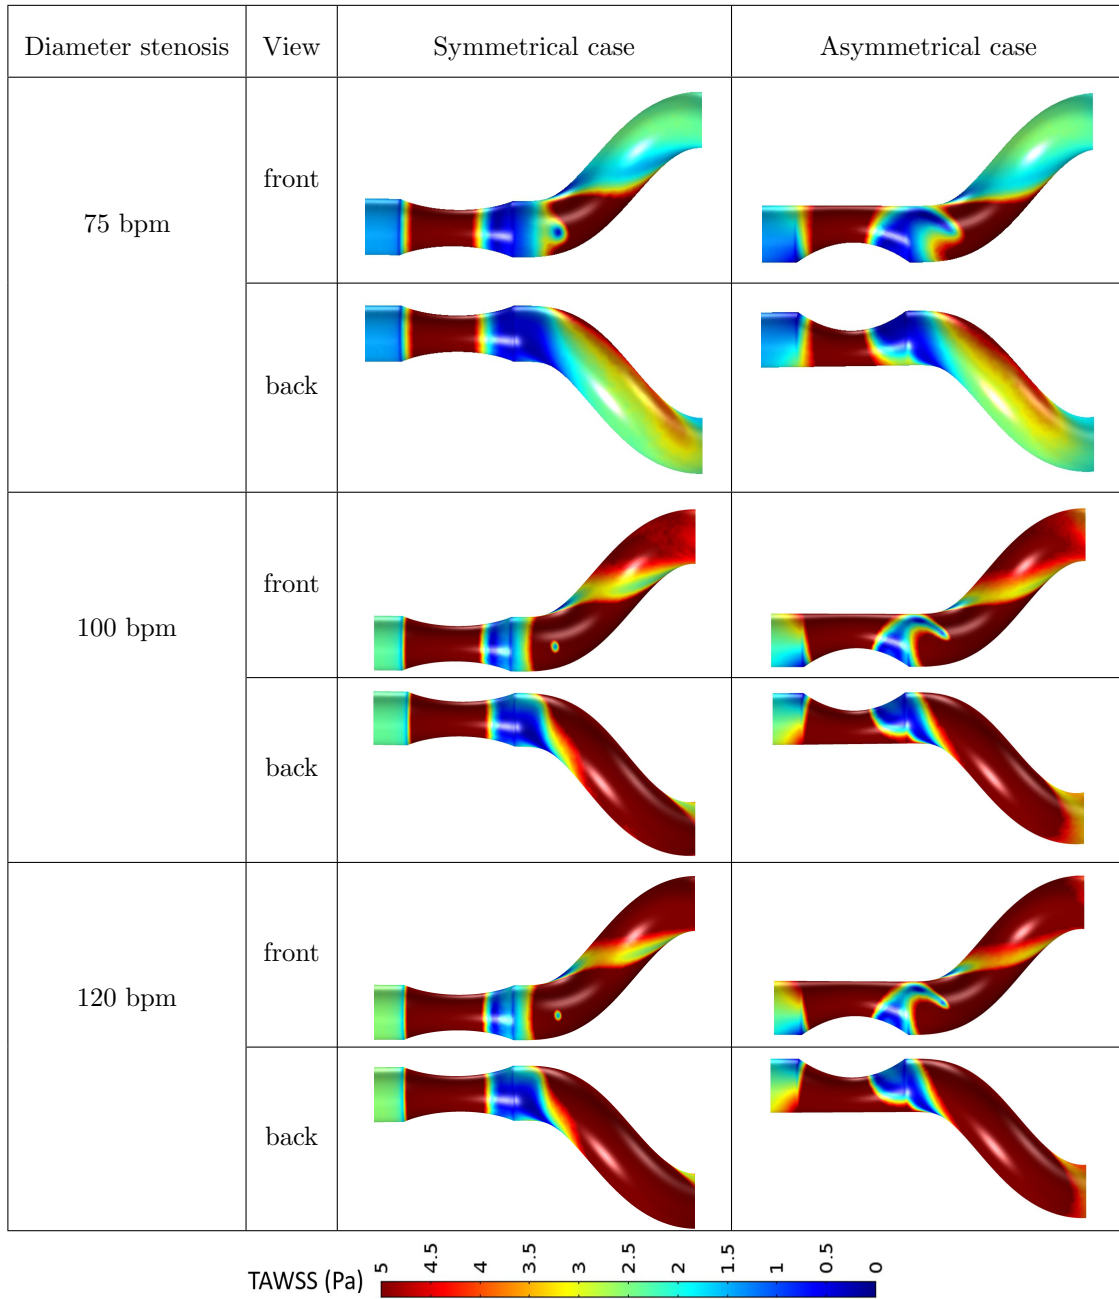 Diameter stenosis View Symmetrical case Asymmetrical case
front
75 bpm
back
front
100 bpm
back
front
120 bpm
back
TAWSS (Pa) 5 4.5 4 3.5 3 2.5 2 1.5 1 0.5 0